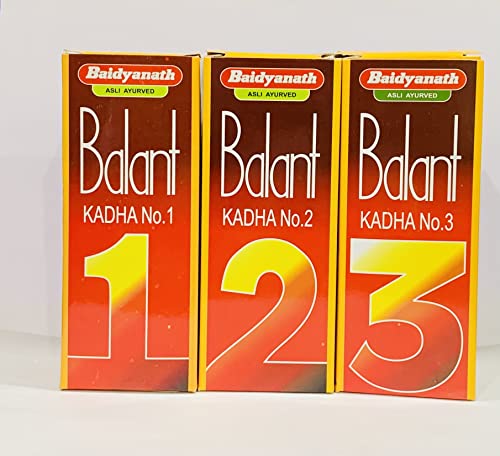 Baidyanath
ASLI AYURVED
Balant
KADHA No.1
1
Baidyanath
ASLI AYURVED
Balant
KADHA No.2
2
Baidyanath
ASLI AYURVED
Balant
KADHA No.3
3